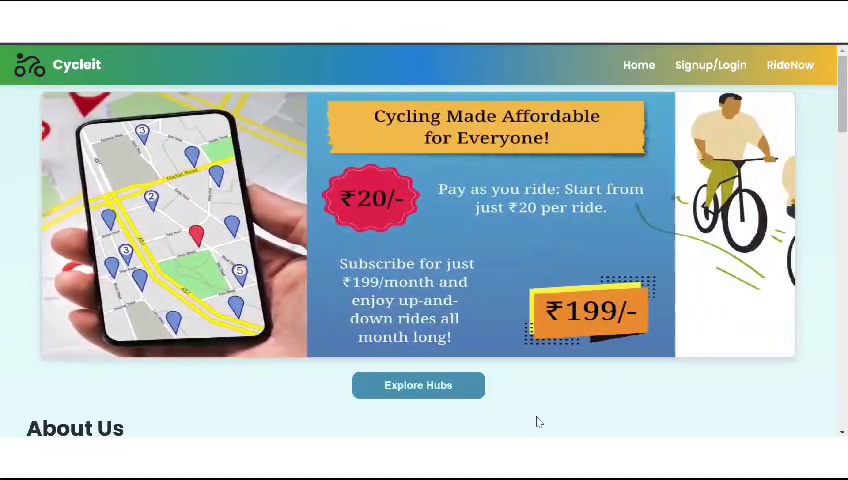 Cycleit
Home Signup/Login RideNow
Cycling Made Affordable
for Everyone!
₹20/-
Pay as you ride: Start from
just ₹20 per ride.
Subscribe for just
₹199/month and
enjoy up-and-
down rides all
month long!
₹199/-
3
2
3
5
Explore Hubs
About Us